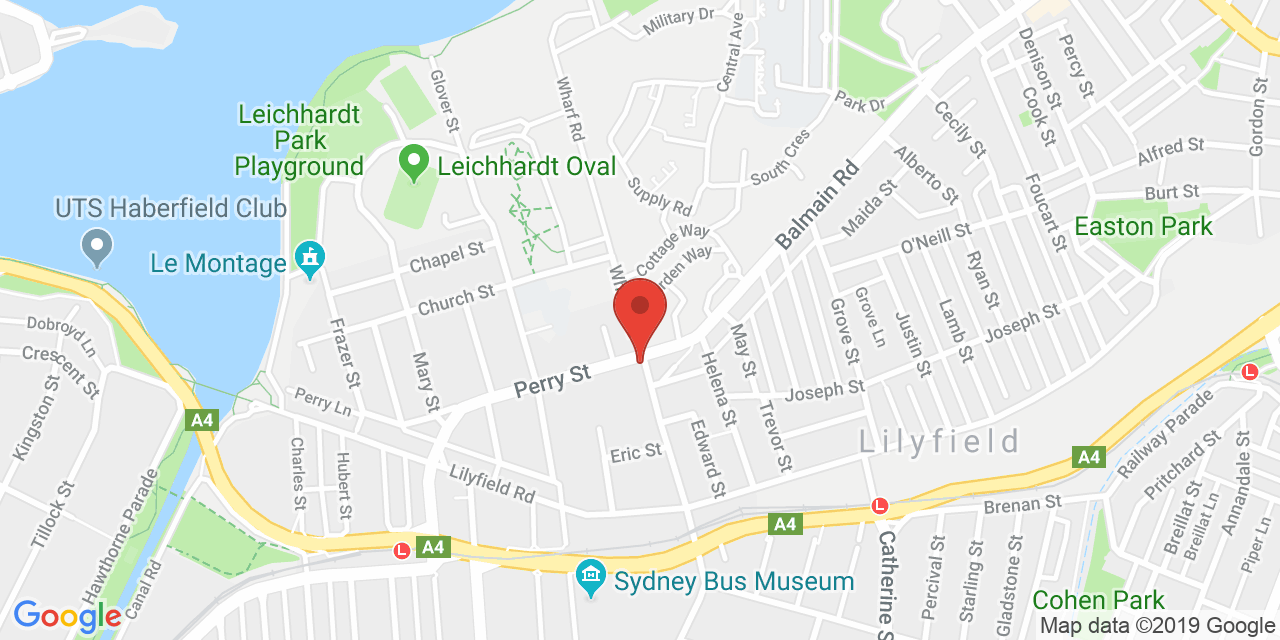 Military Dr
Central Ave
Denison St
Percy St
Cook St
Gordon St
Glover St
Wharf Rd
Park Dr
Cecily St
Leichhardt
Park
Playground
Leichhardt Oval
South Cres
Alberto St
Alfred St
Supply Rd
Balmain Rd
Maida St
Foucart St
Burt St
UTS Haberfield Club
Easton Park
Cottage Way
O'Neill St
Le Montage
Chapel St
Church St
Ryan St
Dobroyd Ln
Crescent St
Kingston St
Frazer St
Mary St
Perry St
Perry Ln
May St
Helena St
Grove St
Grove Ln
Justin St
Lamb St
Joseph St
Joseph St
Trevor St
L
A4
Charles St
Hubert St
Lilyfield Rd
Eric St
Edward St
Lilyfield
A4
Railway Parade
Pritchard St
Annandale St
Tillock St
Hawthorne Parade
Canal Rd
L
A4
A4
L
Brenan St
Breillat St
Breillat Ln
Piper Ln
Sydney Bus Museum
Percival St
Starling St
Gladstone St
Cohen Park
Google
Map data ©2019 Google